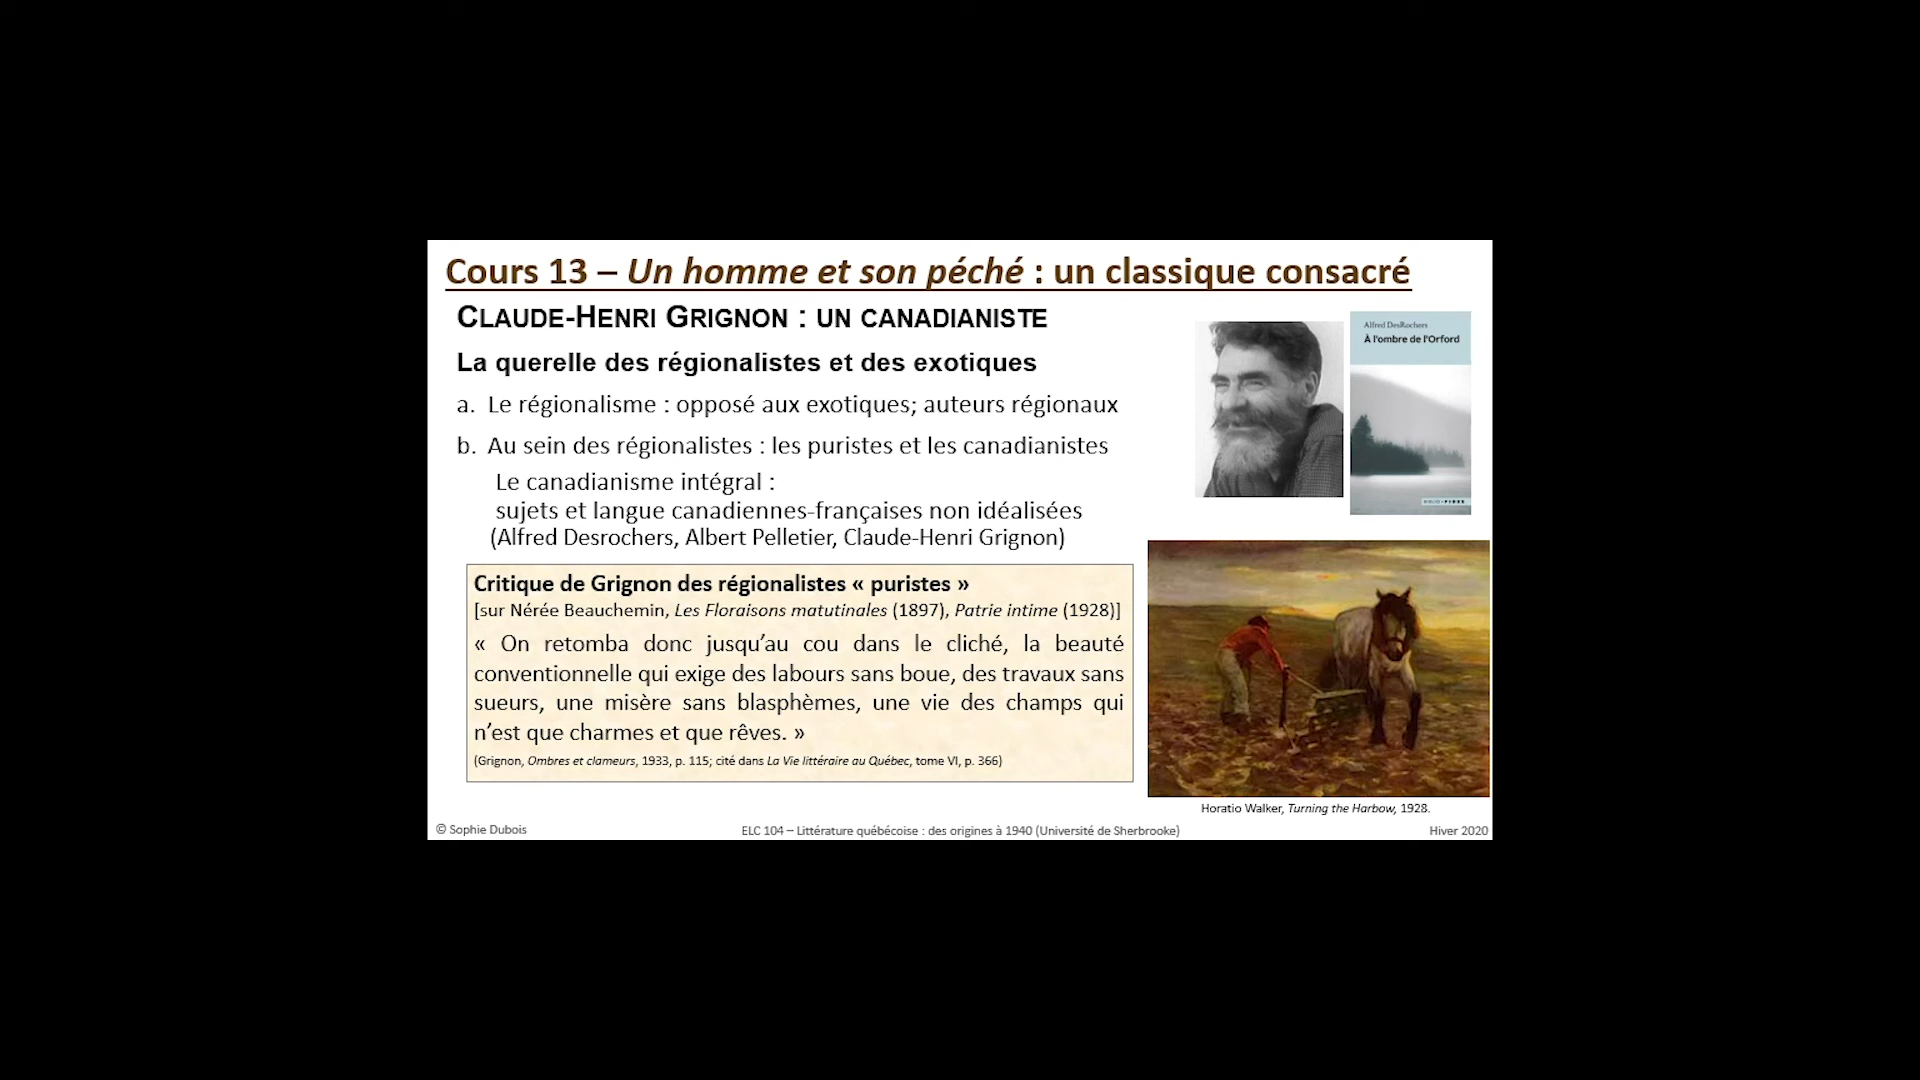 Cours 13 – Un homme et son péché : un classique consacré
CLAUDE-HENRI GRIGNON : UN CANADIANISTE
La querelle des régionalistes et des exotiques
a. Le régionalisme : opposé aux exotiques; auteurs régionaux
b. Au sein des régionalistes : les puristes et les canadianistes
Le canadianisme intégral :
sujets et langue canadiennes-françaises non idéalisées
(Alfred Desrochers, Albert Pelletier, Claude-Henri Grignon)
Alfred DesRochers
À l'ombre de l'Orford
Critique de Grignon des régionalistes « puristes »
[sur Nérée Beauchemin, Les Floraisons matutinales (1897), Patrie intime (1928)]
« On retomba donc jusqu’au cou dans le cliché, la beauté
conventionnelle qui exige des labours sans boue, des travaux sans
sueurs, une misère sans blasphèmes, une vie des champs qui
n’est que charmes et que rêves. »
(Grignon, Ombres et clameurs, 1933, p. 115; cité dans La Vie littéraire au Québec, tome VI, p. 366)
Horatio Walker, Turning the Harbow, 1928.
© Sophie Dubois
ELC 104 – Littérature québécoise : des origines à 1940 (Université de Sherbrooke)
Hiver 2020